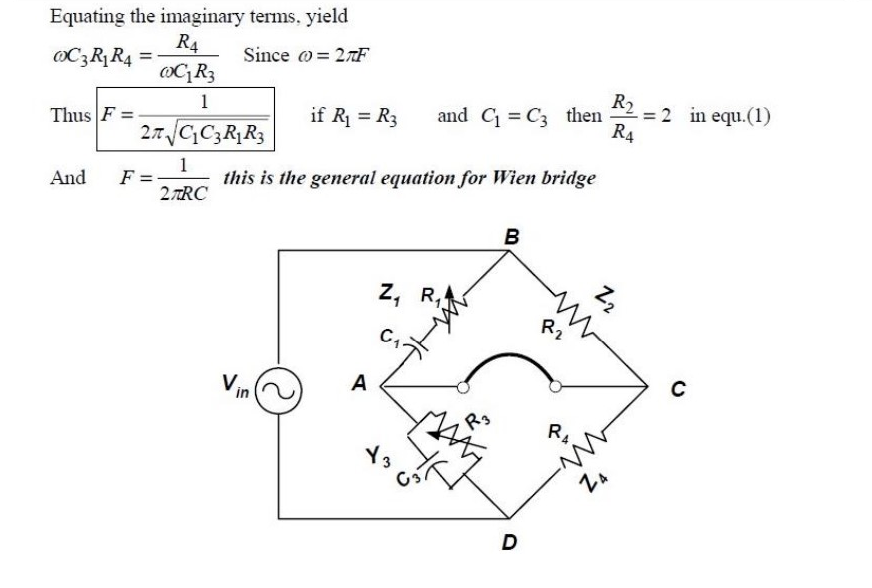 Equating the imaginary terms, yield
ωC₃R₁R₄ = R₄/(ωC₁R₃) Since ω = 2πF
Thus F = 1/(2π√(C₁C₃R₁R₃)) if R₁ = R₃ and C₁ = C₃ then R₂/R₄ = 2 in equ.(1)
And F = 1/(2πRC) this is the general equation for Wien bridge
B
Z₁ R₁ Z₂
C₁ R₂
V_in A C
R₃ R₄
Y₃ C₃ Z₄
D